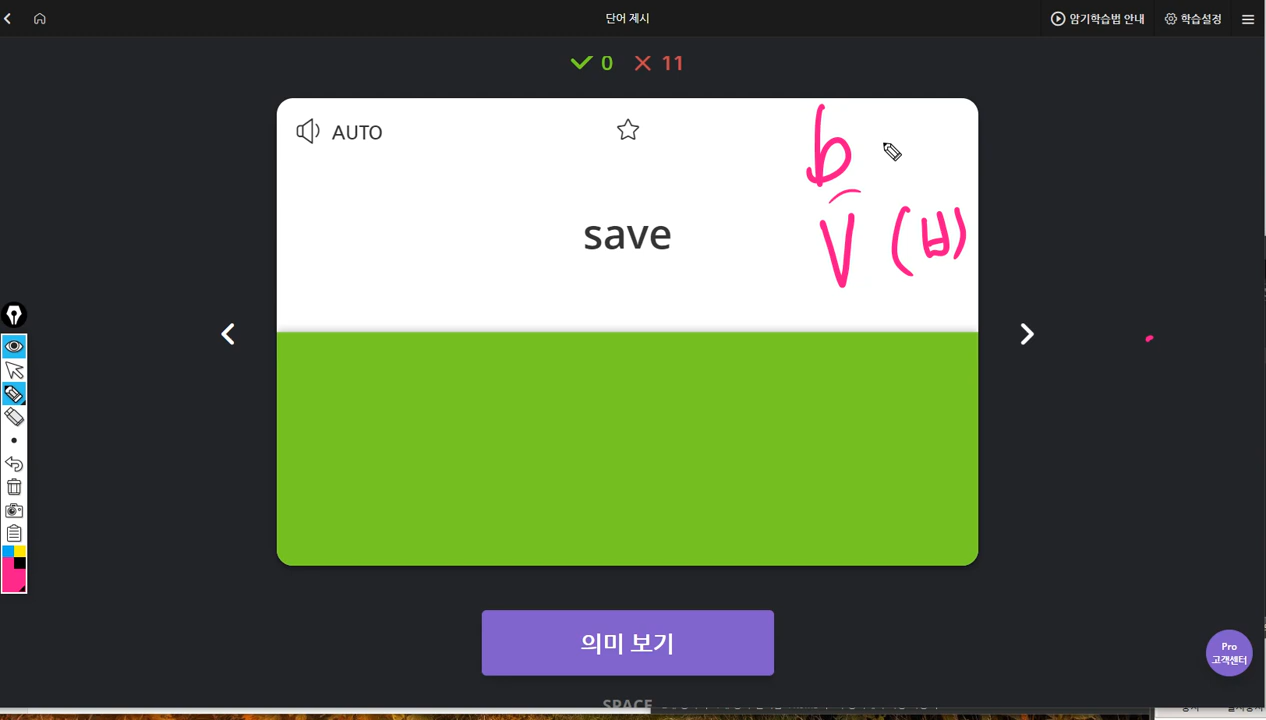 단어 제시
암기학습법 안내
학습설정
0
11
AUTO
b
save
V (ㅂ)
의미 보기
Pro
고객센터
SPACE